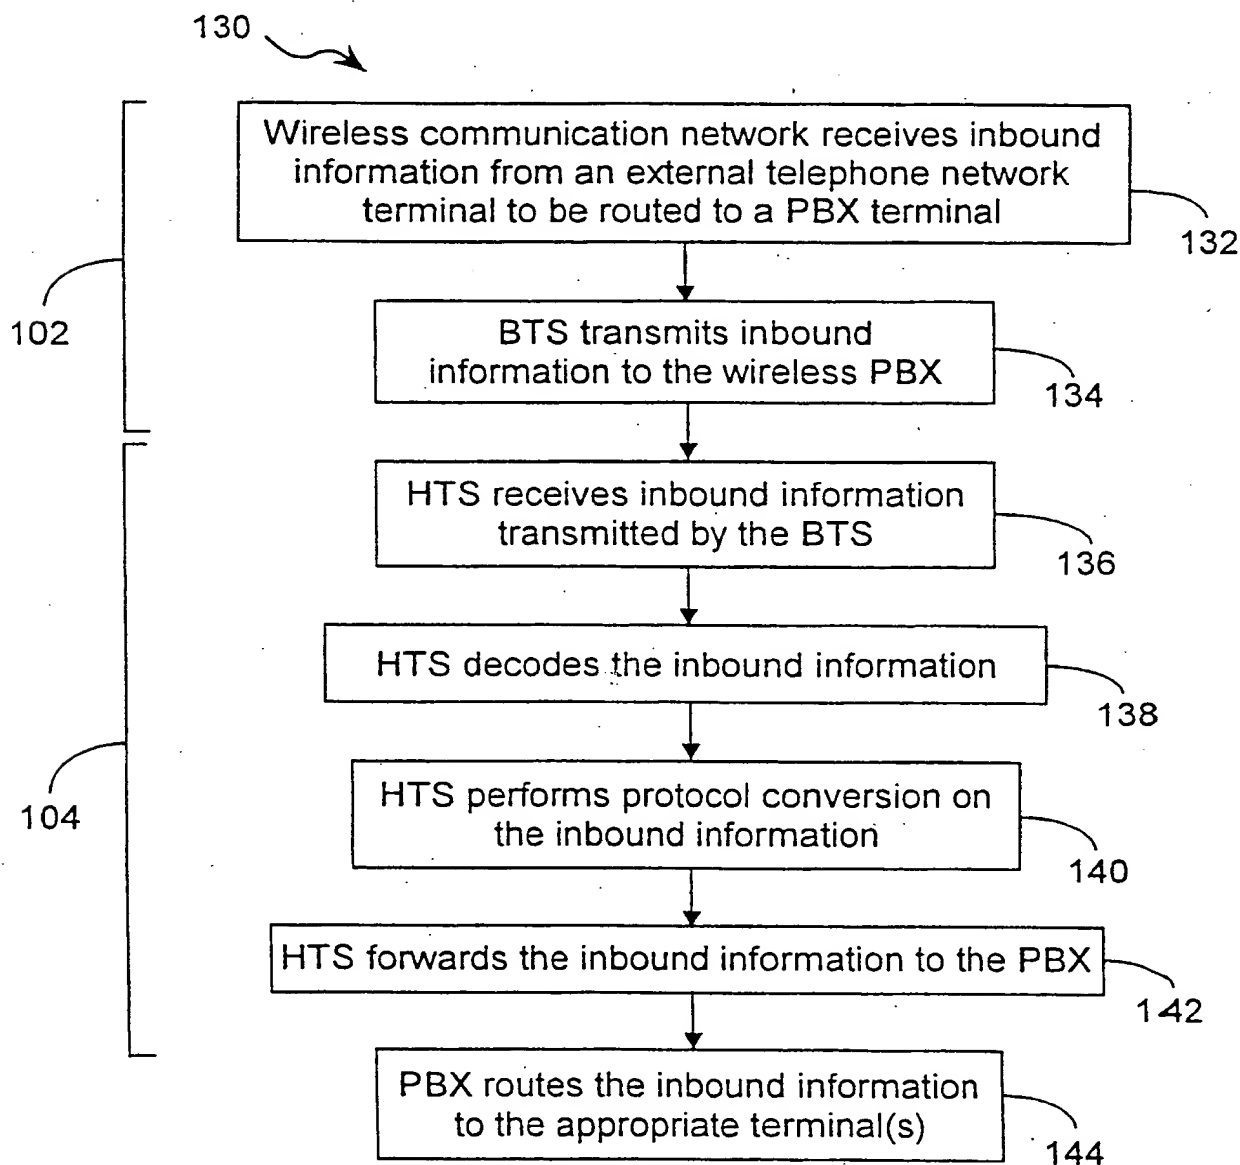 130
Wireless communication network receives inbound
information from an external telephone network
terminal to be routed to a PBX terminal
132
102
BTS transmits inbound
information to the wireless PBX
134
HTS receives inbound information
transmitted by the BTS
136
HTS decodes the inbound information
138
104
HTS performs protocol conversion on
the inbound information
140
HTS forwards the inbound information to the PBX
142
PBX routes the inbound information
to the appropriate terminal(s)
144